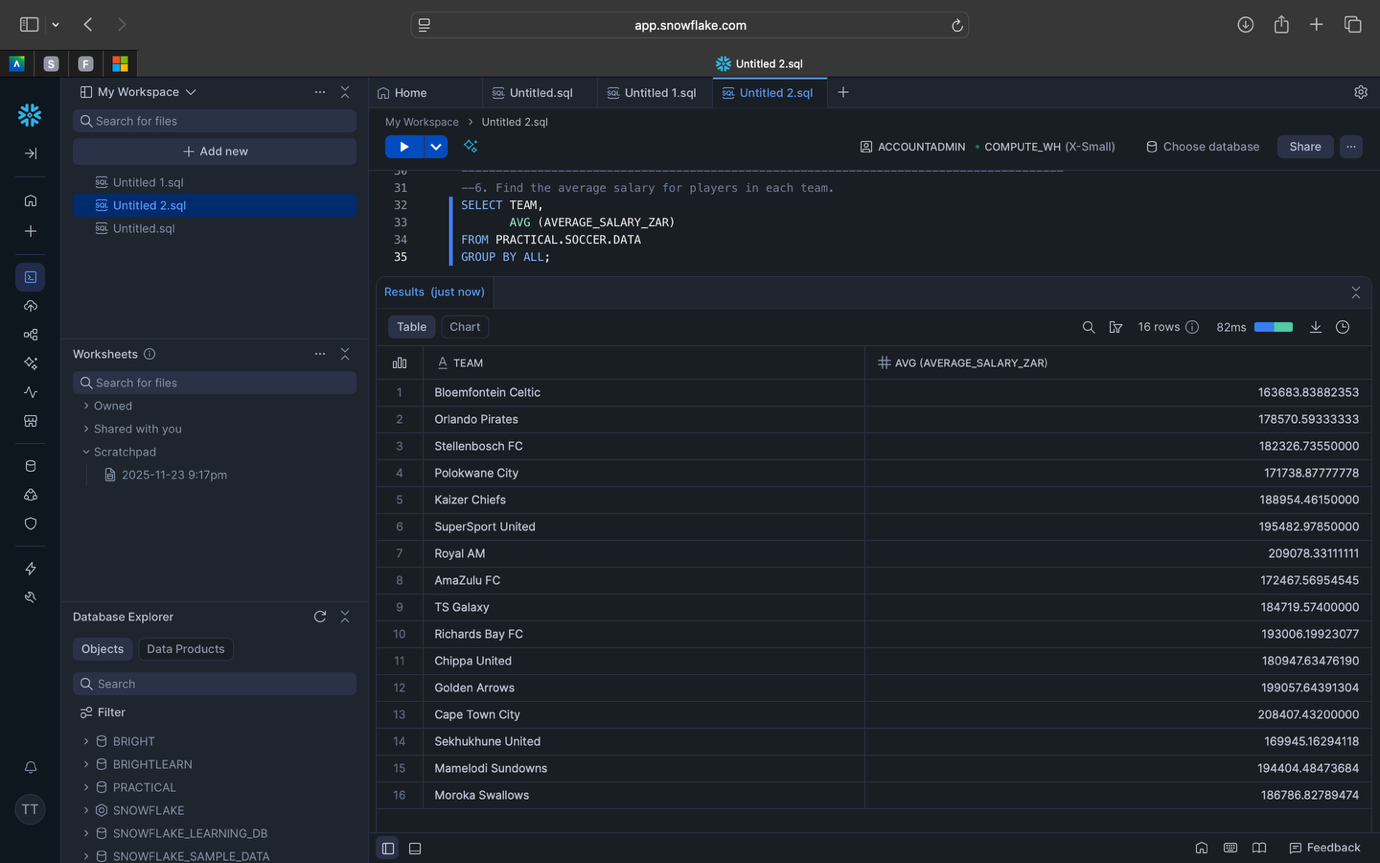 app.snowflake.com
S
F
Untitled 2.sql
My Workspace
Search for files
Add new
Untitled 1.sql
Untitled 2.sql
Untitled.sql
Worksheets
Search for files
Owned
Shared with you
Scratchpad
2025-11-23 9:17pm
Database Explorer
Objects
Data Products
Search
Filter
BRIGHT
BRIGHTLEARN
PRACTICAL
SNOWFLAKE
SNOWFLAKE_LEARNING_DB
SNOWFLAKE_SAMPLE_DATA
TT
Home
Untitled.sql
Untitled 1.sql
Untitled 2.sql
My Workspace > Untitled 2.sql
ACCOUNTADMIN • COMPUTE_WH (X-Small)
Choose database
Share
30
31 --6. Find the average salary for players in each team.
32 SELECT TEAM,
33 AVG (AVERAGE_SALARY_ZAR)
34 FROM PRACTICAL.SOCCER.DATA
35 GROUP BY ALL;
Results (just now)
Table
Chart
16 rows
82ms
TEAM AVG (AVERAGE_SALARY_ZAR)
1 Bloemfontein Celtic 163683.83882353
2 Orlando Pirates 178570.59333333
3 Stellenbosch FC 182326.73550000
4 Polokwane City 171738.87777778
5 Kaizer Chiefs 188954.46150000
6 SuperSport United 195482.97850000
7 Royal AM 209078.33111111
8 AmaZulu FC 172467.56954545
9 TS Galaxy 184719.57400000
10 Richards Bay FC 193006.19923077
11 Chippa United 180947.63476190
12 Golden Arrows 199057.64391304
13 Cape Town City 208407.43200000
14 Sekhukhune United 169945.16294118
15 Mamelodi Sundowns 194404.48473684
16 Moroka Swallows 186786.82789474
Feedback